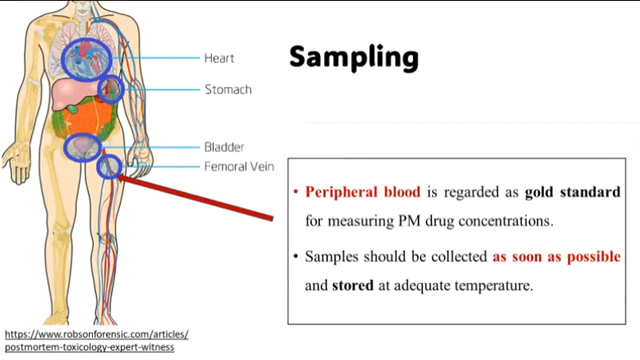 Sampling
Heart
Stomach
Bladder
Femoral Vein
• Peripheral blood is regarded as gold standard
for measuring PM drug concentrations.
• Samples should be collected as soon as possible
and stored at adequate temperature.
https://www.robsonforensic.com/articles/
postmortem-toxicology-expert-witness